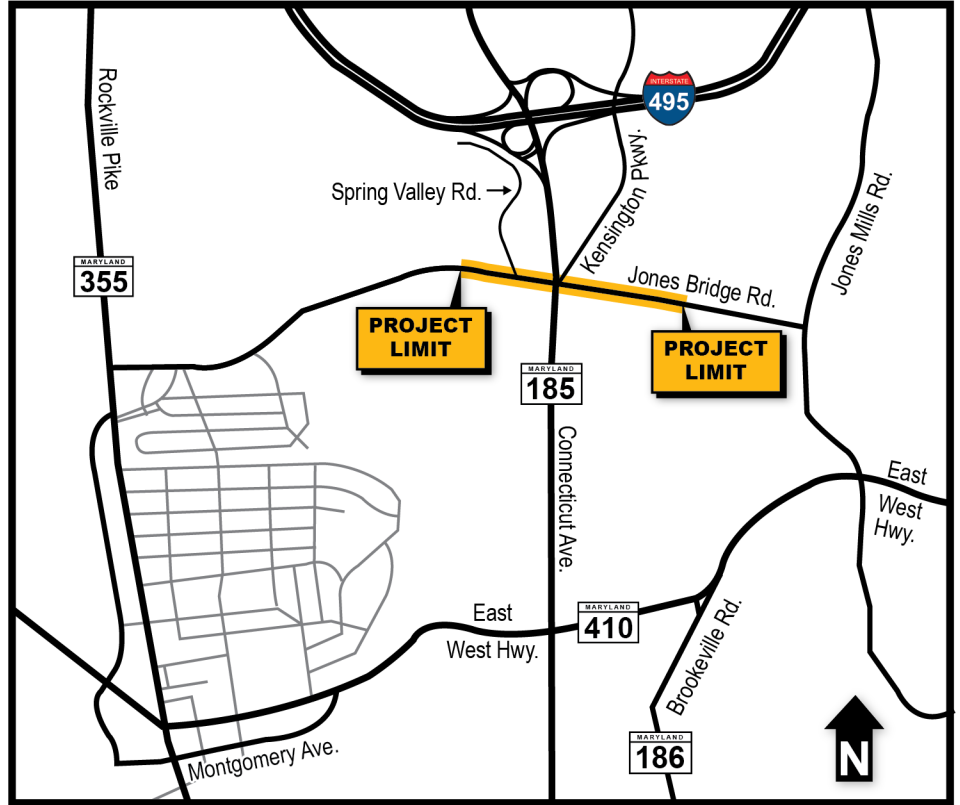 INTERSTATE
495
Rockville Pike
Kensington Pkwy.
Spring Valley Rd.
Jones Mills Rd.
MARYLAND
355
Jones Bridge Rd.
PROJECT
LIMIT
PROJECT
LIMIT
MARYLAND
185
Connecticut Ave.
East
West
Hwy.
East
West Hwy.
MARYLAND
410
Brookeville Rd.
MARYLAND
186
Montgomery Ave.
N